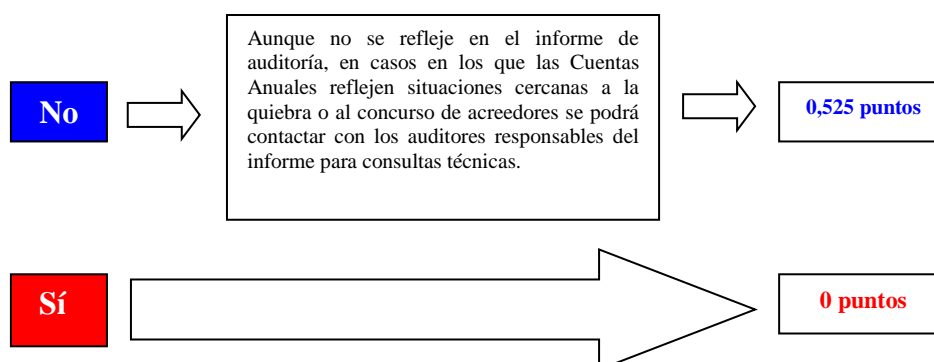 Aunque no se refleje en el informe de
auditoría, en casos en los que las Cuentas
Anuales reflejen situaciones cercanas a la
quiebra o al concurso de acreedores se podrá
contactar con los auditores responsables del
informe para consultas técnicas.
No
0,525 puntos
Sí
0 puntos